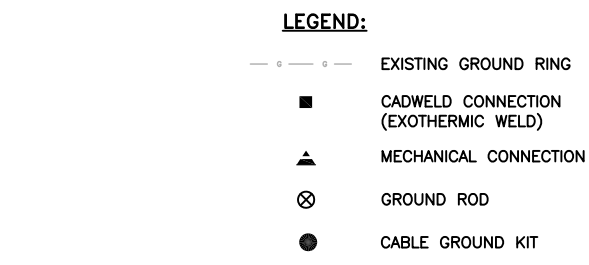 LEGEND:
G G EXISTING GROUND RING
CADWELD CONNECTION
(EXOTHERMIC WELD)
MECHANICAL CONNECTION
GROUND ROD
CABLE GROUND KIT